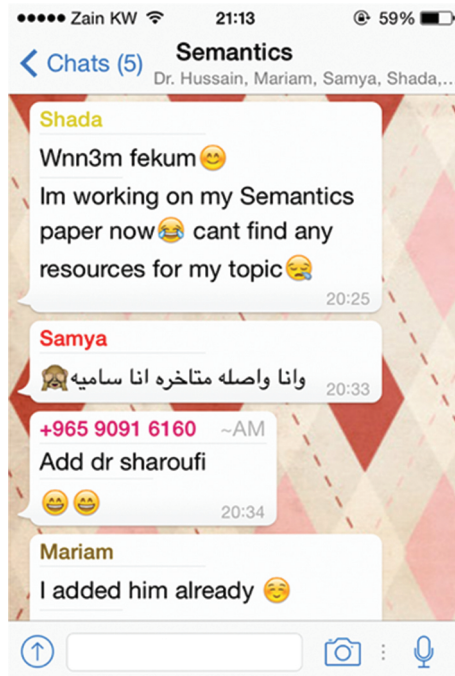 Zain KW 21:13 59%
Chats (5) Semantics
Dr. Hussain, Mariam, Samya, Shada,..
Shada
Wnn3m fekum😊
Im working on my Semantics
paper now😂 cant find any
resources for my topic😪
20:25
Samya
وانا واصله متاخره انا ساميه🙈
20:33
+965 9091 6160 ~AM
Add dr sharoufi
😁😁
20:34
Mariam
I added him already ☺️